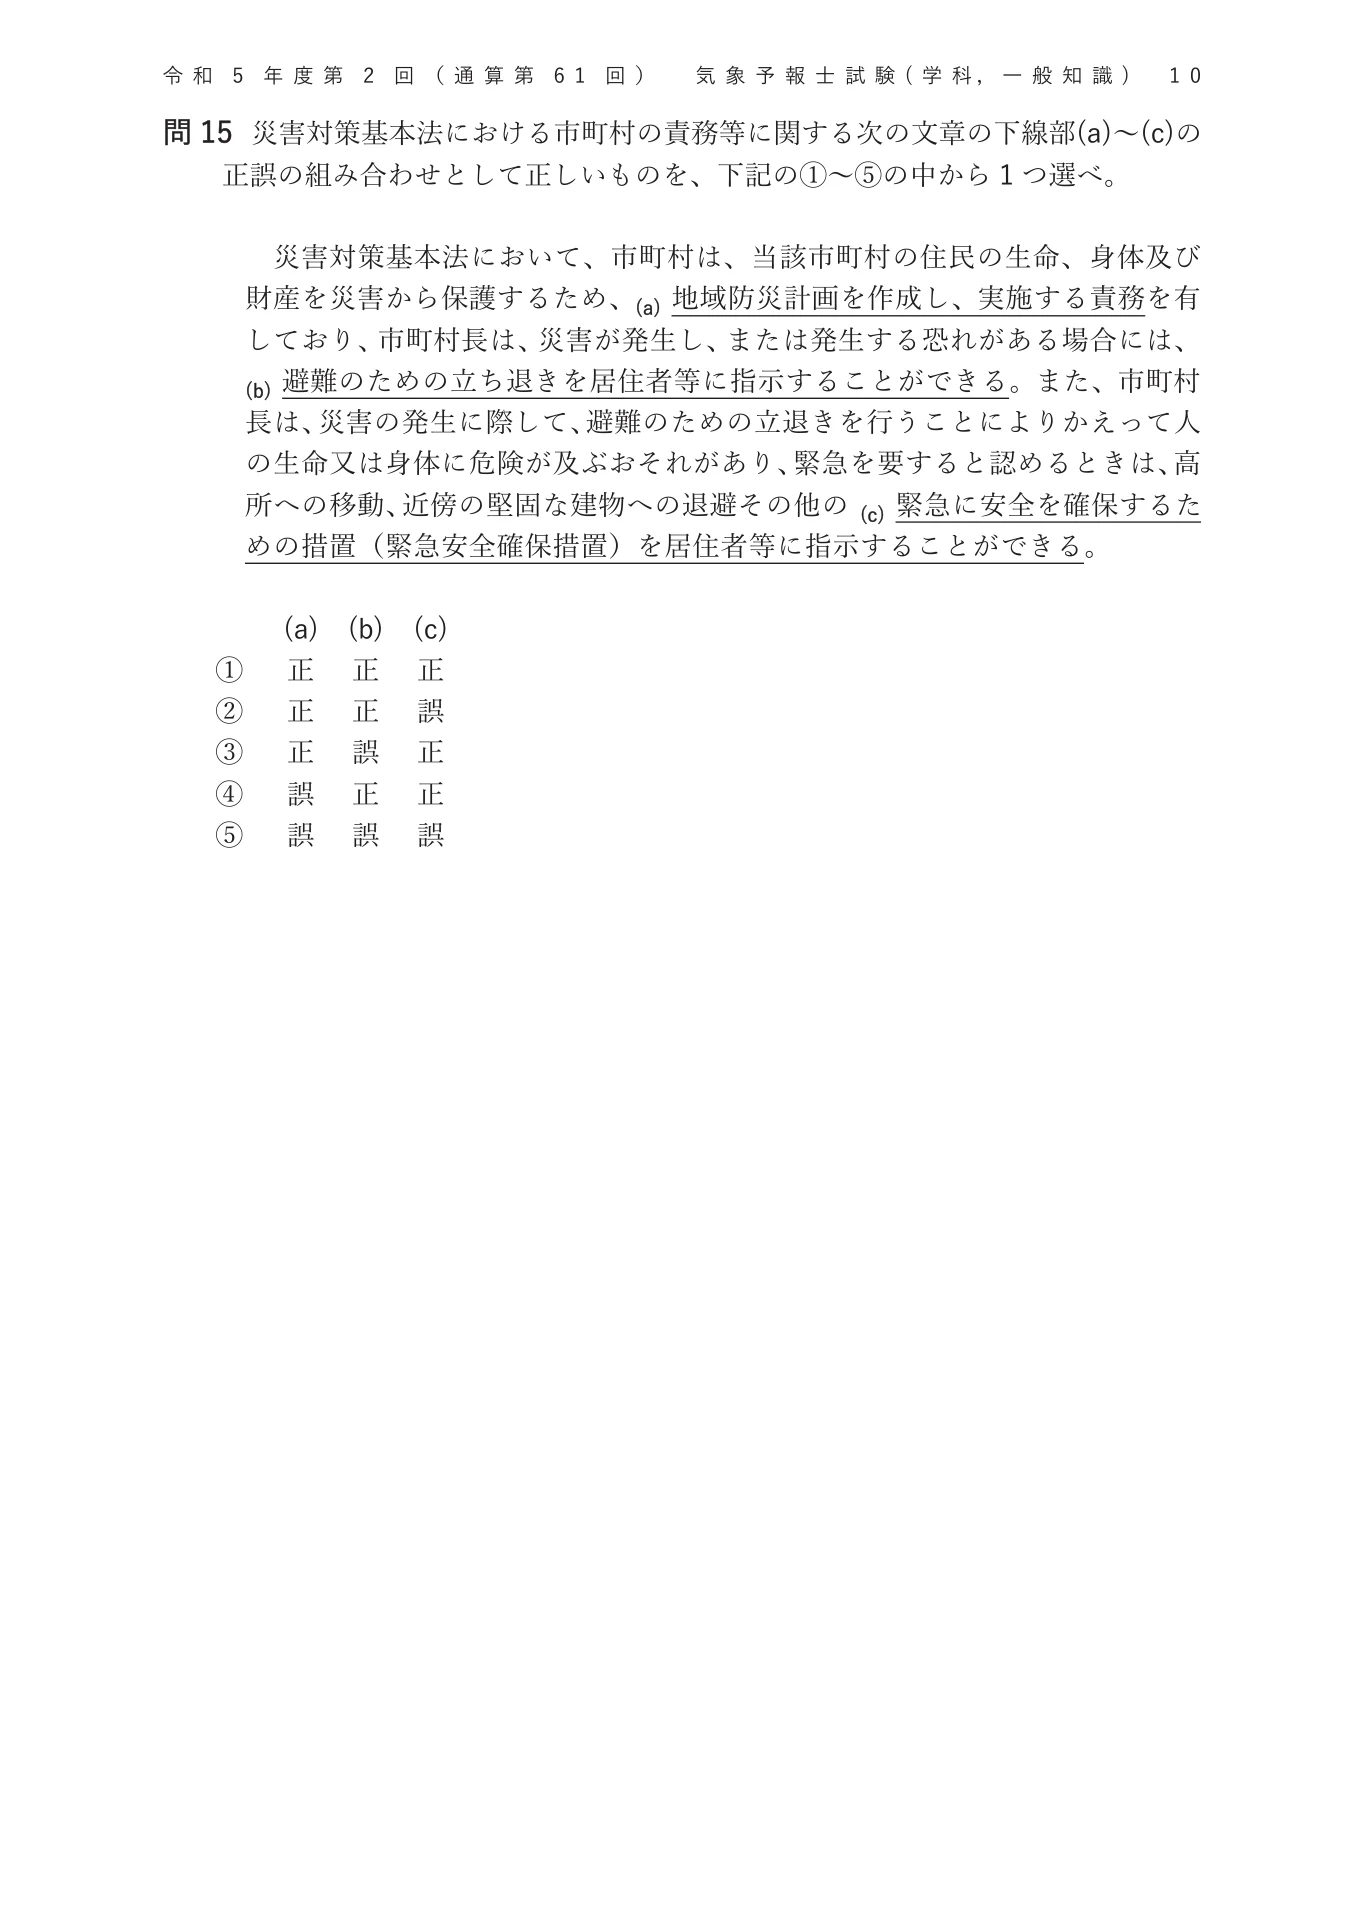 令和5年度第2回(通算第61回) 気象予報士試験(学科,一般知識) 10
問 15 災害対策基本法における市町村の責務等に関する次の文章の下線部(a)～(c)の
正誤の組み合わせとして正しいものを、下記の①～⑤の中から 1 つ選べ。
災害対策基本法において、市町村は、当該市町村の住民の生命、身体及び
財産を災害から保護するため、(a) 地域防災計画を作成し、実施する責務を有
しており、市町村長は、災害が発生し、または発生する恐れがある場合には、
(b) 避難のための立ち退きを居住者等に指示することができる。また、市町村
長は、災害の発生に際して、避難のための立退きを行うことによりかえって人
の生命又は身体に危険が及ぶおそれがあり、緊急を要すると認めるときは、高
所への移動、近傍の堅固な建物への退避その他の (c) 緊急に安全を確保するた
めの措置（緊急安全確保措置）を居住者等に指示することができる。
(a) (b) (c)
① 正 正 正
② 正 正 誤
③ 正 誤 正
④ 誤 正 正
⑤ 誤 誤 誤